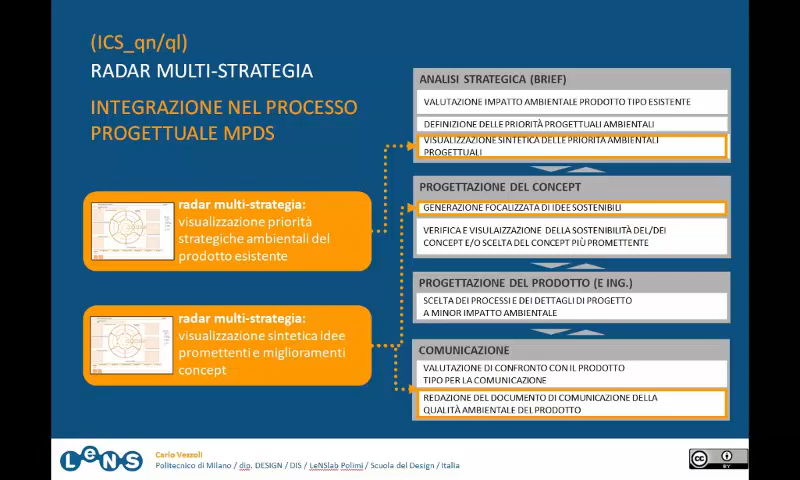 (ICS_qn/ql)
RADAR MULTI-STRATEGIA
INTEGRAZIONE NEL PROCESSO
PROGETTUALE MPDS
radar multi-strategia:
visualizzazione priorità
strategiche ambientali del
prodotto esistente
radar multi-strategia:
visualizzazione sintetica idee
promettenti e miglioramenti
concept
ANALISI STRATEGICA (BRIEF)
VALUTAZIONE IMPATTO AMBIENTALE PRODOTTO TIPO ESISTENTE
DEFINIZIONE DELLE PRIORITÀ PROGETTUALI AMBIENTALI
VISUALIZZAZIONE SINTETICA DELLE PRIORITÀ AMBIENTALI
PROGETTUALI
PROGETTAZIONE DEL CONCEPT
GENERAZIONE FOCALIZZATA DI IDEE SOSTENIBILI
VERIFICA E VISULAIZZAZIONE DELLA SOSTENIBILITÀ DEL/DEI
CONCEPT E/O SCELTA DEL CONCEPT PIÙ PROMETTENTE
PROGETTAZIONE DEL PRODOTTO (E ING.)
SCELTA DEI PROCESSI E DEI DETTAGLI DI PROGETTO
A MINOR IMPATTO AMBIENTALE
COMUNICAZIONE
VALUTAZIONE DI CONFRONTO CON IL PRODOTTO
TIPO PER LA COMUNICAZIONE
REDAZIONE DEL DOCUMENTO DI COMUNICAZIONE DELLA
QUALITÀ AMBIENTALE DEL PRODOTTO
LeNS
Carlo Vezzoli
Politecnico di Milano / dip. DESIGN / DIS / LeNSlab Polimi / Scuola del Design / Italia
cc
BY